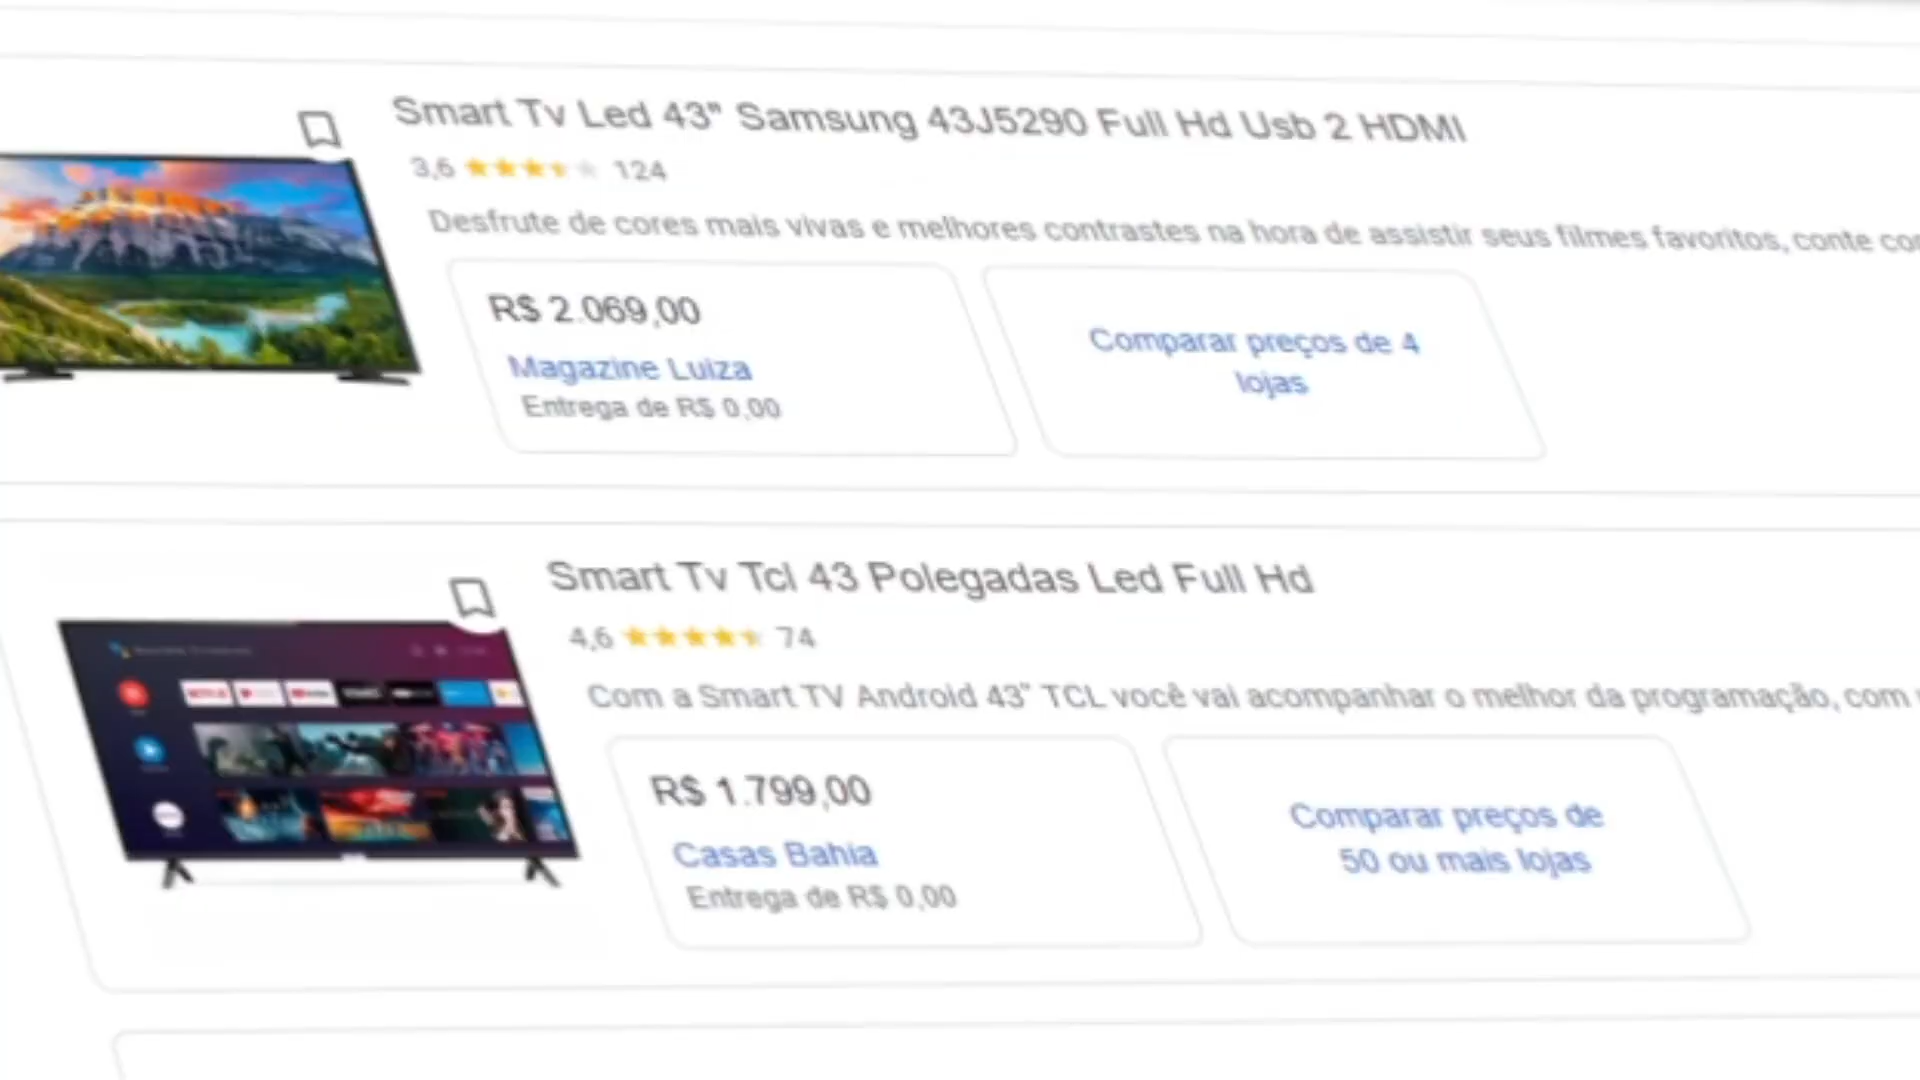 Smart Tv Led 43" Samsung 43J5290 Full Hd Usb 2 HDMI
3,6 124
Desfrute de cores mais vivas e melhores contrastes na hora de assistir seus filmes favoritos, conte
R$ 2.069,00
Magazine Luiza
Entrega de R$ 0,00
Comparar preços de 4
lojas
Smart Tv Tcl 43 Polegadas Led Full Hd
4,6 74
Com a Smart TV Android 43" TCL você vai acompanhar o melhor da programação, com
R$ 1.799,00
Casas Bahia
Entrega de R$ 0,00
Comparar preços de
50 ou mais lojas